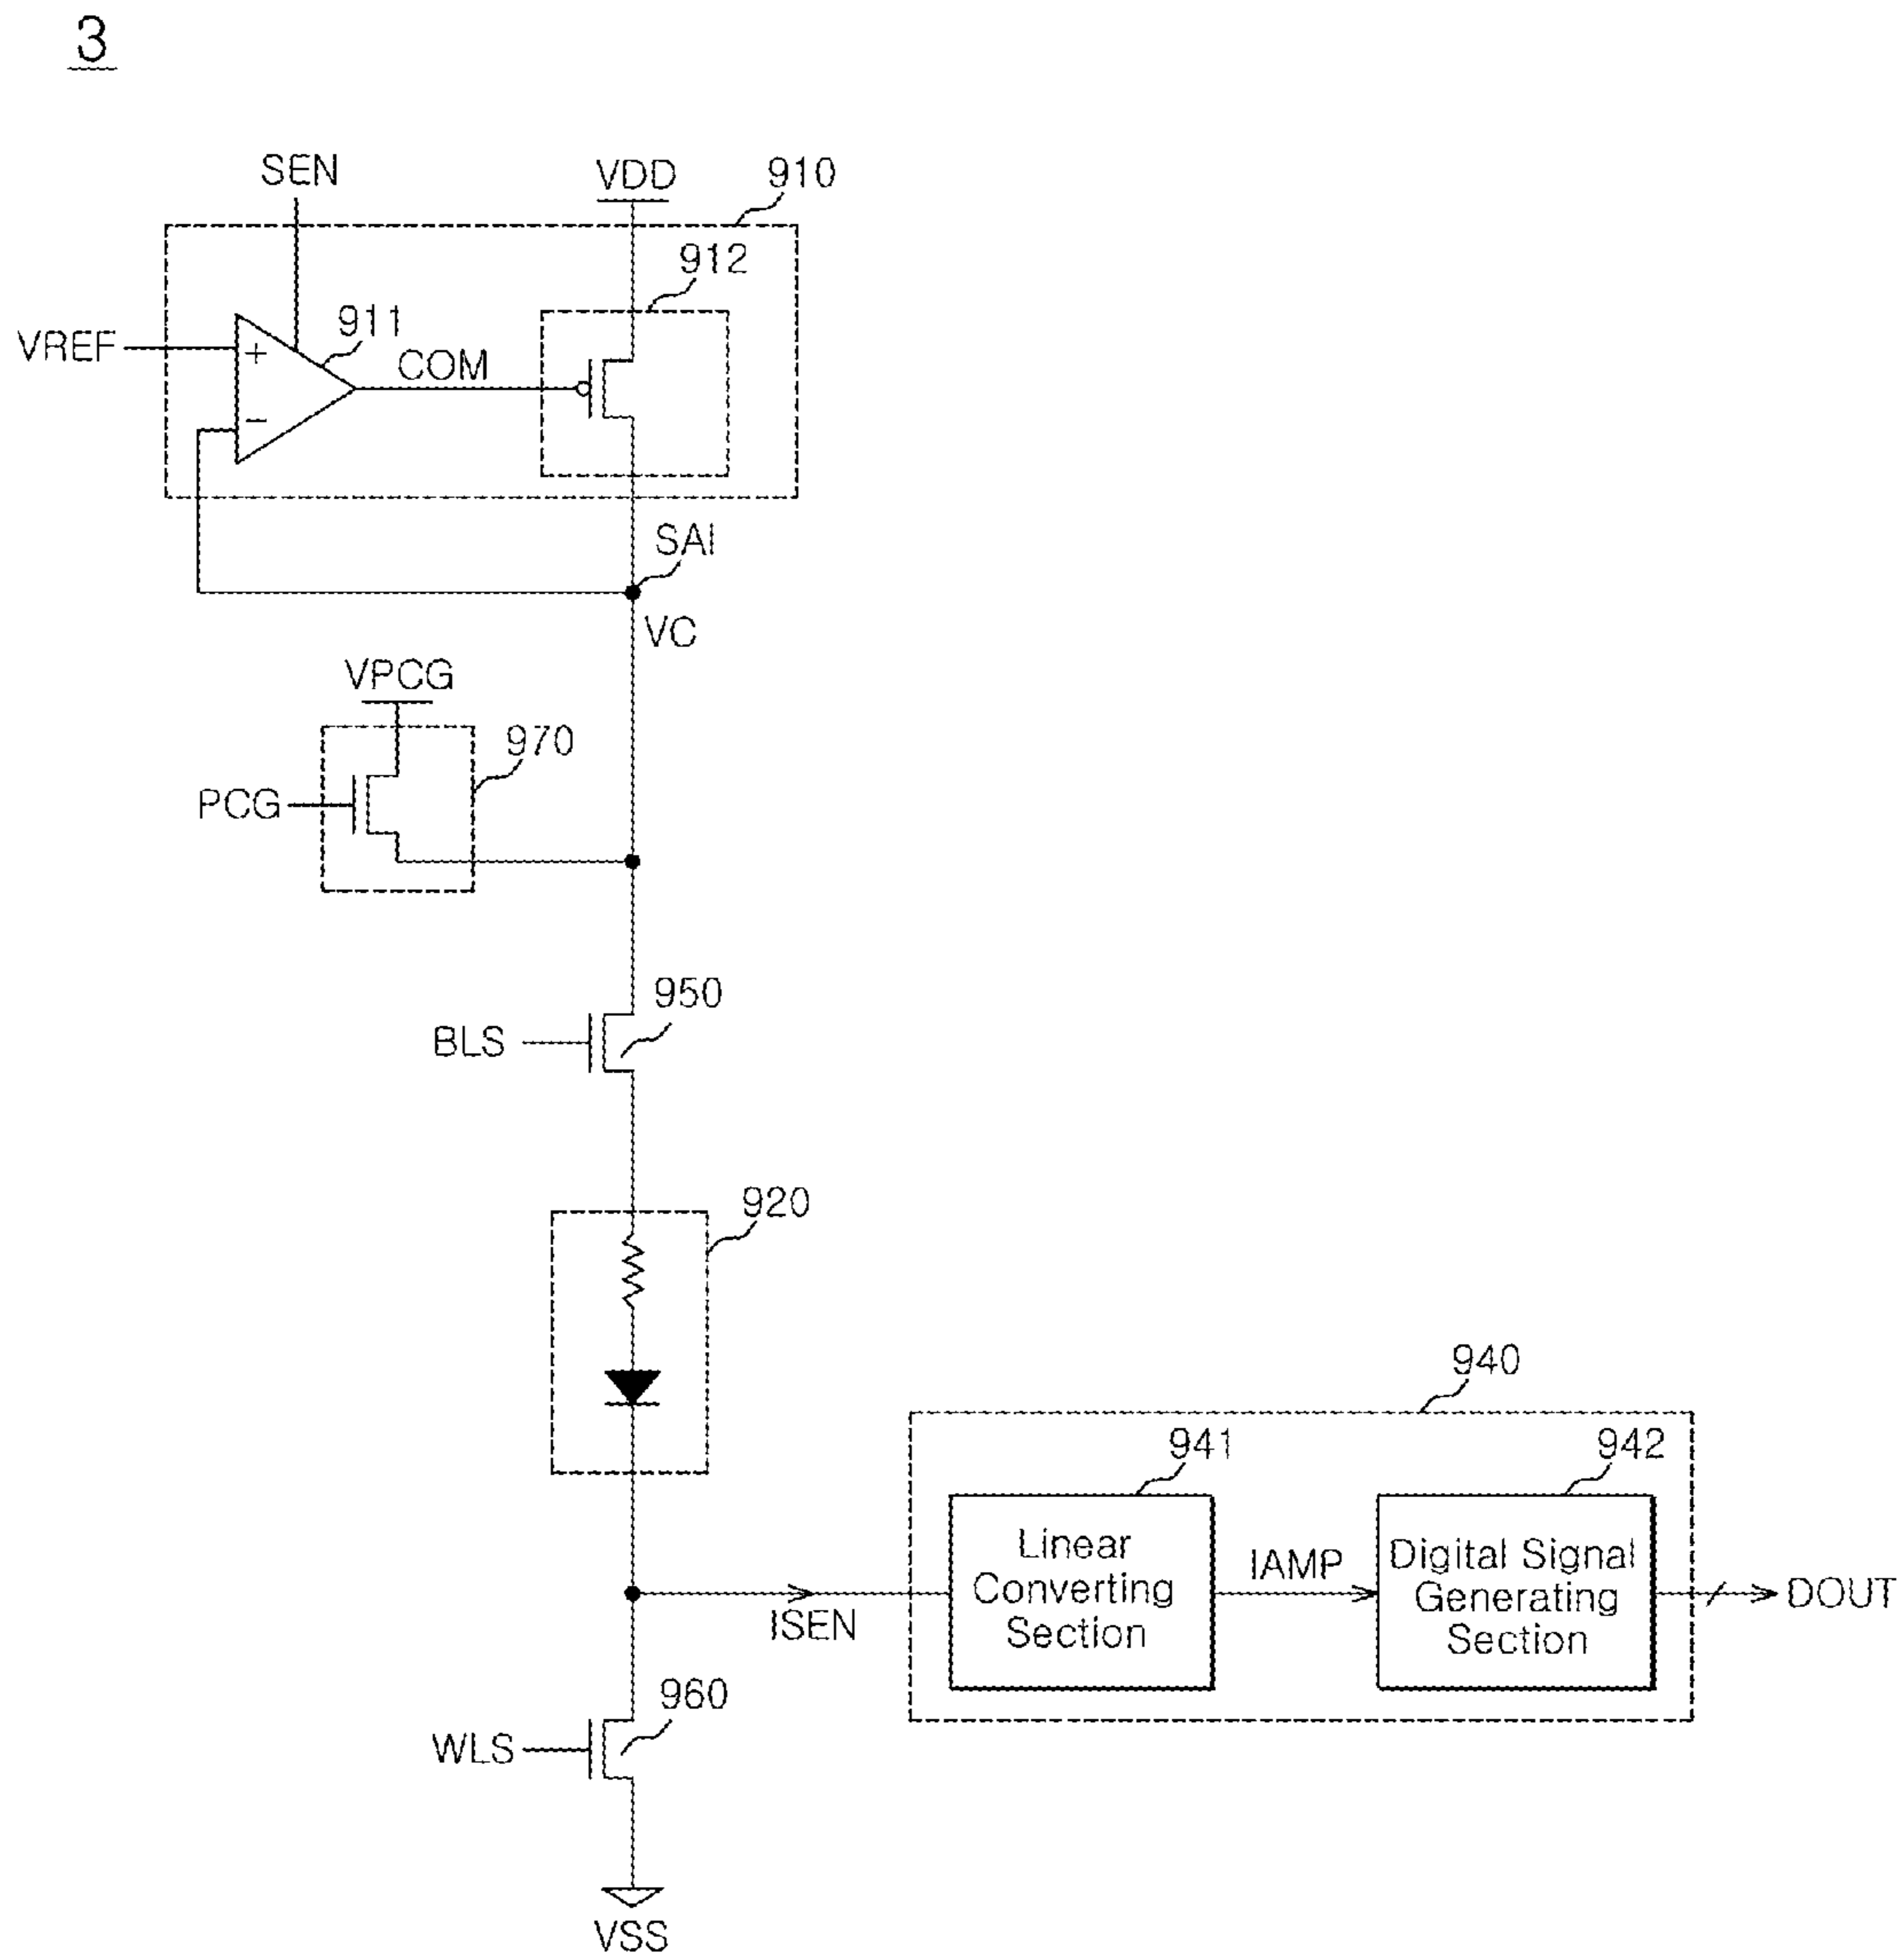 3
SEN
VDD
910
912
VREF
+
911
COM
−
SAI
VC
VPCG
970
PCG
950
BLS
920
940
941
942
Linear
Converting
Section
IAMP
Digital Signal
Generating
Section
DOUT
ISEN
960
WLS
VSS